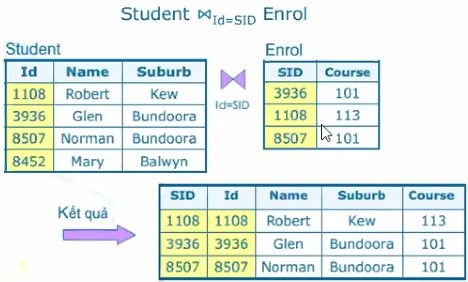 Student ⋈Id=SID Enrol
Student
Id Name Suburb
1108 Robert Kew
3936 Glen Bundoora
8507 Norman Bundoora
8452 Mary Balwyn
Id=SID
Enrol
SID Course
3936 101
1108 113
8507 101
Kết quả
SID Id Name Suburb Course
1108 1108 Robert Kew 113
3936 3936 Glen Bundoora 101
8507 8507 Norman Bundoora 101